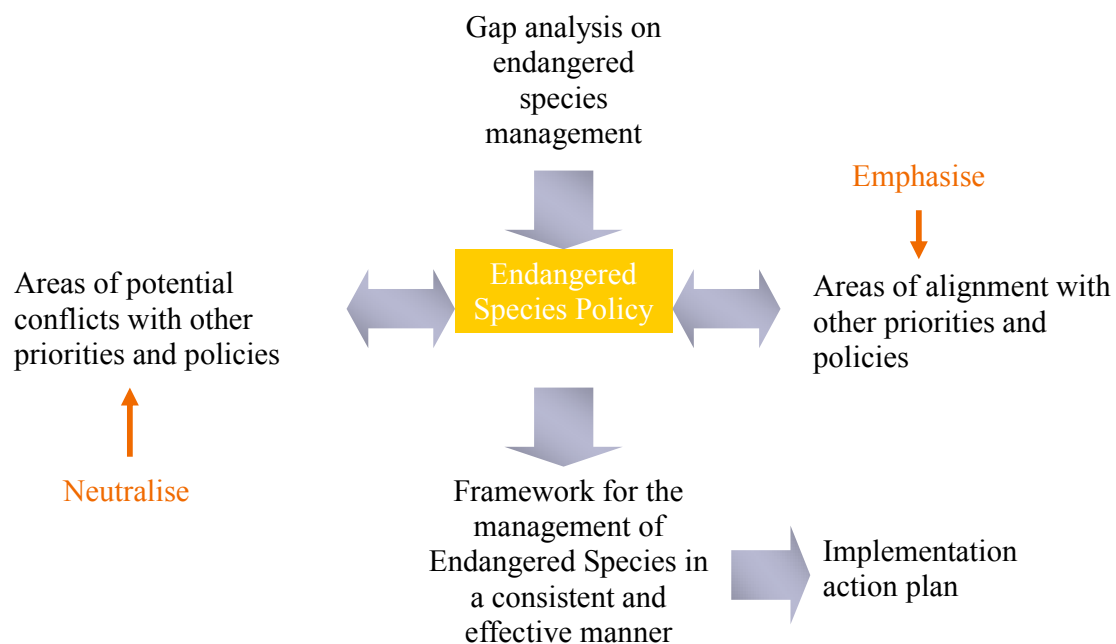 Gap analysis on
endangered
species
management
Emphasise
Endangered
Species Policy
Areas of potential
conflicts with other
priorities and policies
Areas of alignment with
other priorities and
policies
Neutralise
Framework for the
management of
Endangered Species in
a consistent and
effective manner
Implementation
action plan